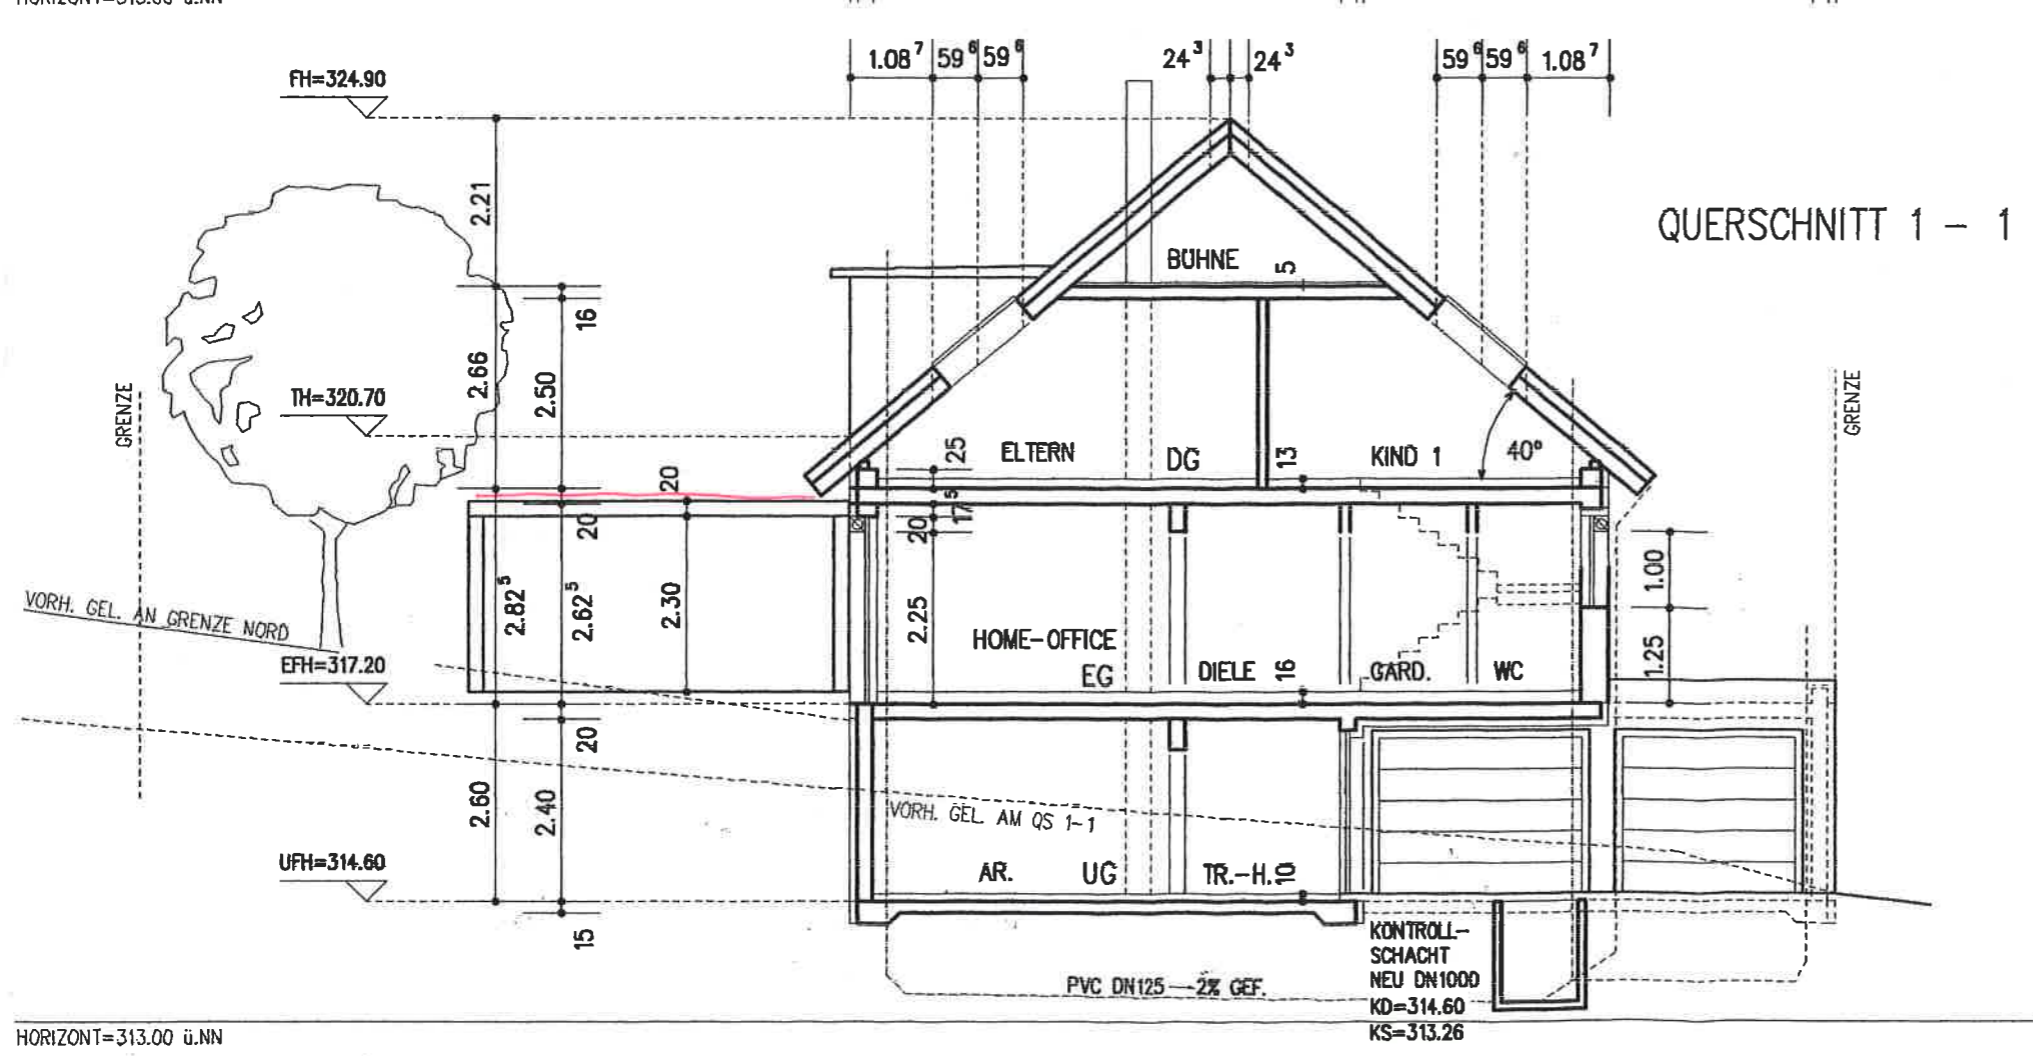 1.08⁷ 59⁶ 59⁶ 24³ 24³ 59⁶ 59⁶ 1.08⁷
FH=324.90
2.21
QUERSCHNITT 1 - 1
BÜHNE 5
16
2.66
2.50
GRENZE
TH=320.70
GRENZE
25
ELTERN DG 13 KIND 1 40°
20
20
20 17⁵
2.82⁵
2.62⁵
2.30
2.25
1.00
VORH. GEL. AN GRENZE NORD
HOME-OFFICE
EG
DIELE 16 GARD. WC
1.25
EFH=317.20
20
2.60
2.40
VORH. GEL. AM QS 1-1
UFH=314.60
AR. UG TR.-H. 10
15
KONTROLL-
SCHACHT
NEU DN1000
KD=314.60
KS=313.26
PVC DN125 2% GEF.
HORIZONT=313.00 ü.NN